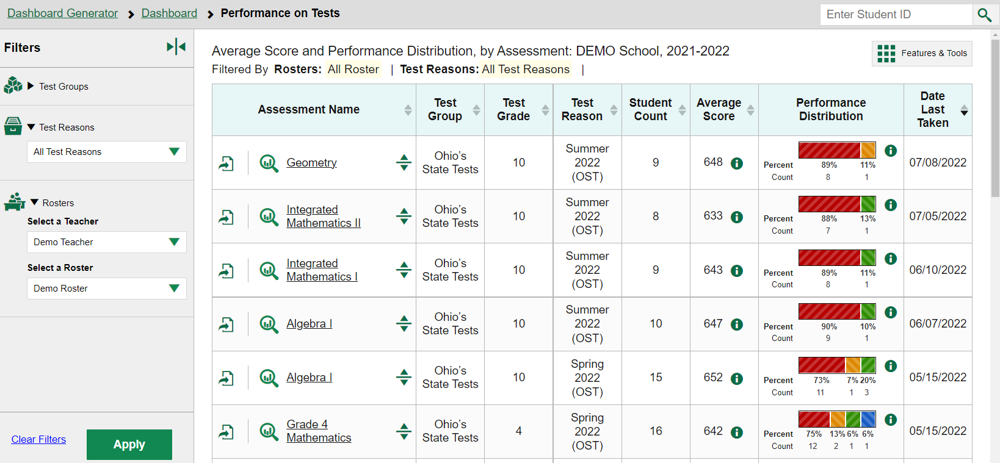 Dashboard Generator Dashboard Performance on Tests
Enter Student ID
Filters
Test Groups
Test Reasons
All Test Reasons
Rosters
Select a Teacher
Demo Teacher
Select a Roster
Demo Roster
Clear Filters
Apply
Average Score and Performance Distribution, by Assessment: DEMO School, 2021-2022
Filtered By Rosters: All Roster | Test Reasons: All Test Reasons |
Features & Tools
Assessment Name
Test
Group
Test
Grade
Test
Reason
Student
Count
Average
Score
Performance
Distribution
Date
Last
Taken
Geometry
Ohio's
State Tests
10
Summer
2022
(OST)
9
648
Percent 89% 11%
Count 8 1
07/08/2022
Integrated
Mathematics II
Ohio's
State Tests
10
Summer
2022
(OST)
8
633
Percent 88% 13%
Count 7 1
07/05/2022
Integrated
Mathematics I
Ohio's
State Tests
10
Summer
2022
(OST)
9
643
Percent 89% 11%
Count 8 1
06/10/2022
Algebra I
Ohio's
State Tests
10
Summer
2022
(OST)
10
647
Percent 90% 10%
Count 9 1
06/07/2022
Algebra I
Ohio's
State Tests
10
Spring
2022
(OST)
15
652
Percent 73% 7% 20%
Count 11 1 3
05/15/2022
Grade 4
Mathematics
Ohio's
State Tests
4
Spring
2022
(OST)
16
642
Percent 75% 13% 6% 6%
Count 12 2 1 1
05/15/2022